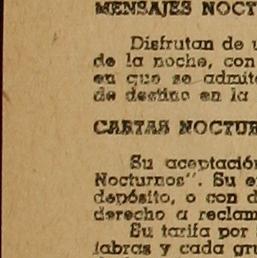 MENSAJES NOCT
Disfrutan de u
de la noche, con
en que se admite
de destino en la
CARTAS NOCTUR
Su aceptación
Nocturnos". Su e
depósito, o con d
derecho a reclam
Su tarifa por
labras y cada gru